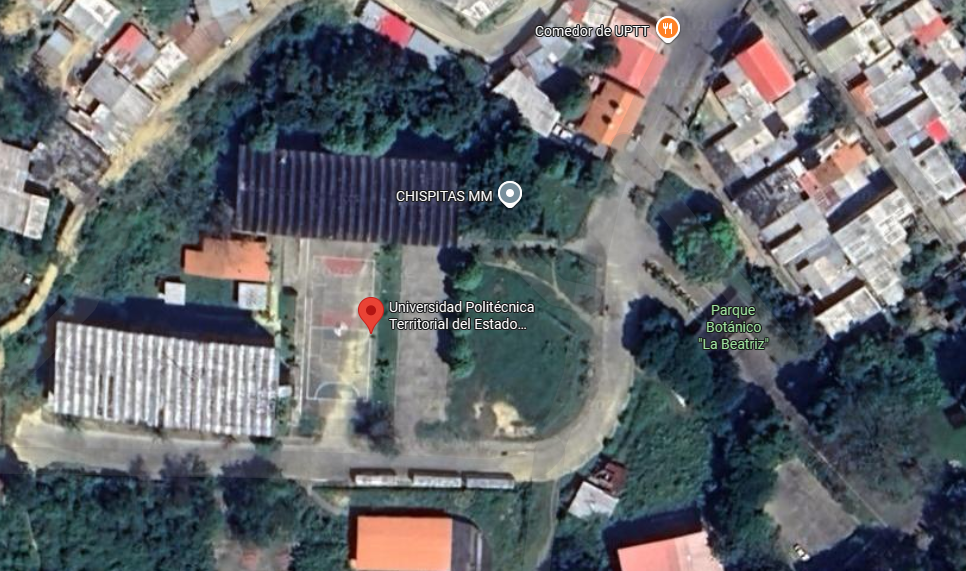 Comedor de UPTT
CHISPITAS MM
Universidad Politécnica
Territorial del Estado...
Parque
Botánico
"La Beatriz"